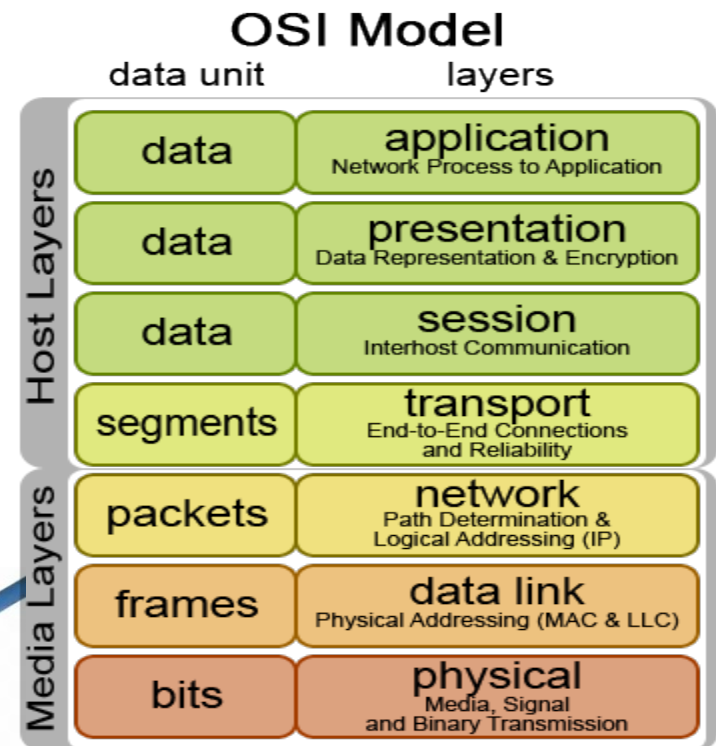 OSI Model
data unit layers
Host Layers
data application
Network Process to Application
data presentation
Data Representation & Encryption
data session
Interhost Communication
segments transport
End-to-End Connections
and Reliability
Media Layers
packets network
Path Determination &
Logical Addressing (IP)
frames data link
Physical Addressing (MAC & LLC)
bits physical
Media, Signal
and Binary Transmission